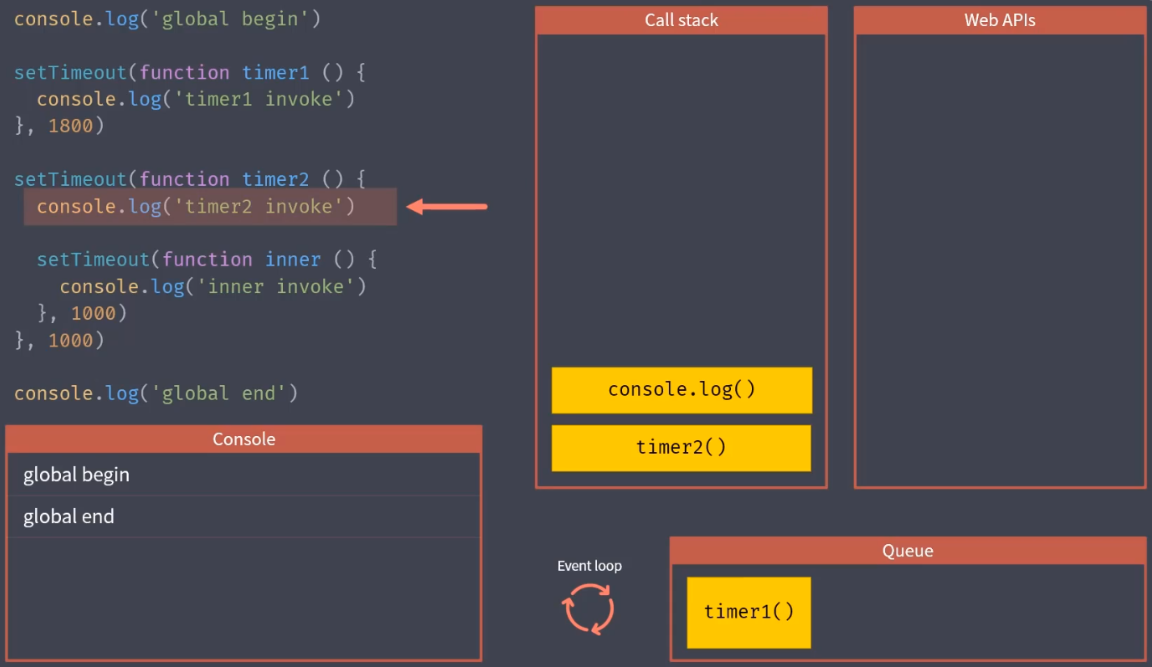 console.log('global begin')
setTimeout(function timer1 () {
  console.log('timer1 invoke')
}, 1800)
setTimeout(function timer2 () {
  console.log('timer2 invoke')
  setTimeout(function inner () {
    console.log('inner invoke')
  }, 1000)
}, 1000)
console.log('global end')
Console
global begin
global end
Call stack
console.log()
timer2()
Web APIs
Event loop
Queue
timer1()